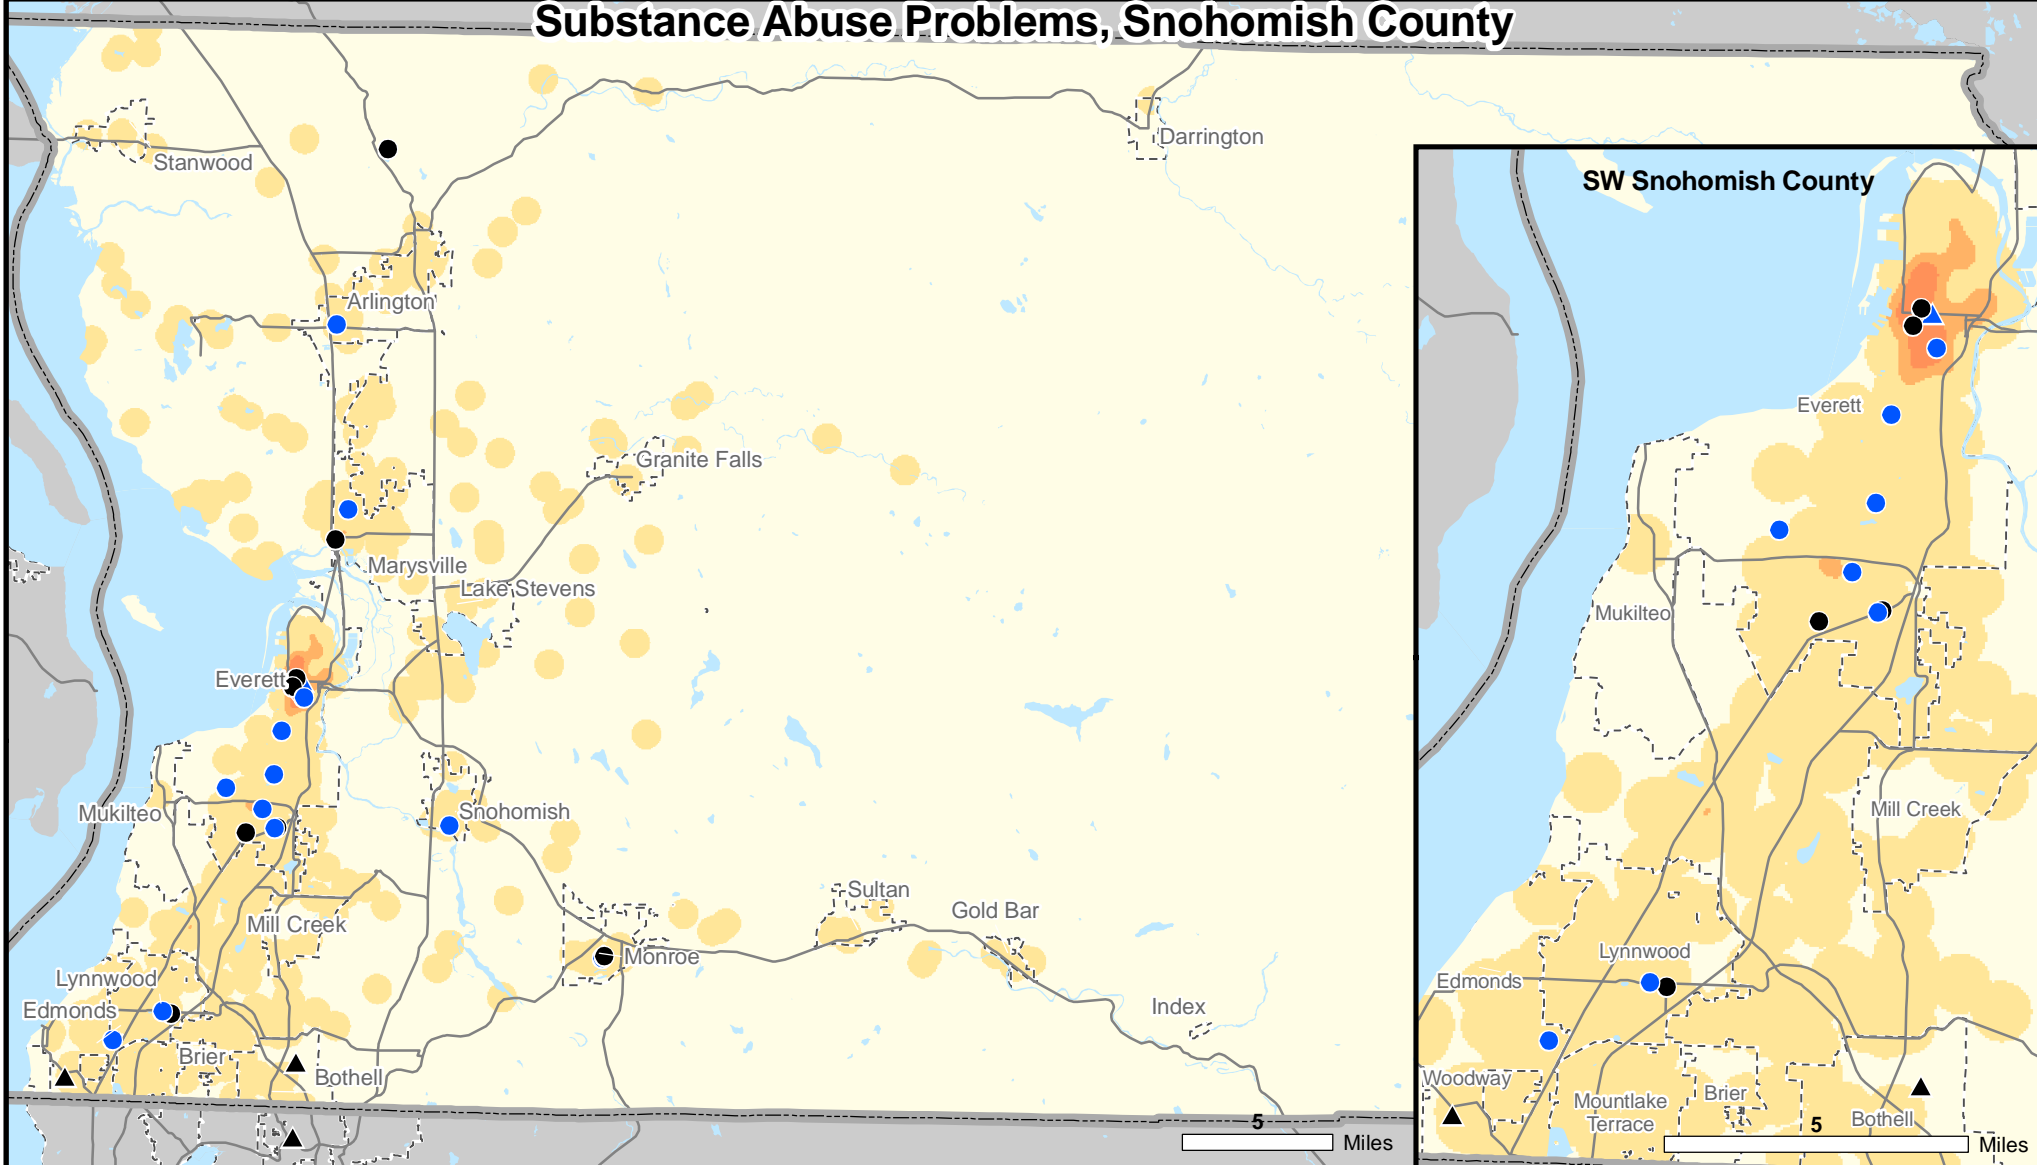 Substance Abuse Problems, Snohomish County
Darrington
Stanwood
SW Snohomish County
Arlington
Everett
Granite Falls
Marysville
Lake Stevens
Mukilteo
Everett
Mukilteo
Snohomish
Mill Creek
Sultan
Gold Bar
Mill Creek
Monroe
Lynnwood
Lynnwood
Edmonds
Edmonds
Index
Brier
Bothell
Woodway
Mountlake
Terrace
Brier
Bothell
5
Miles
5
Miles